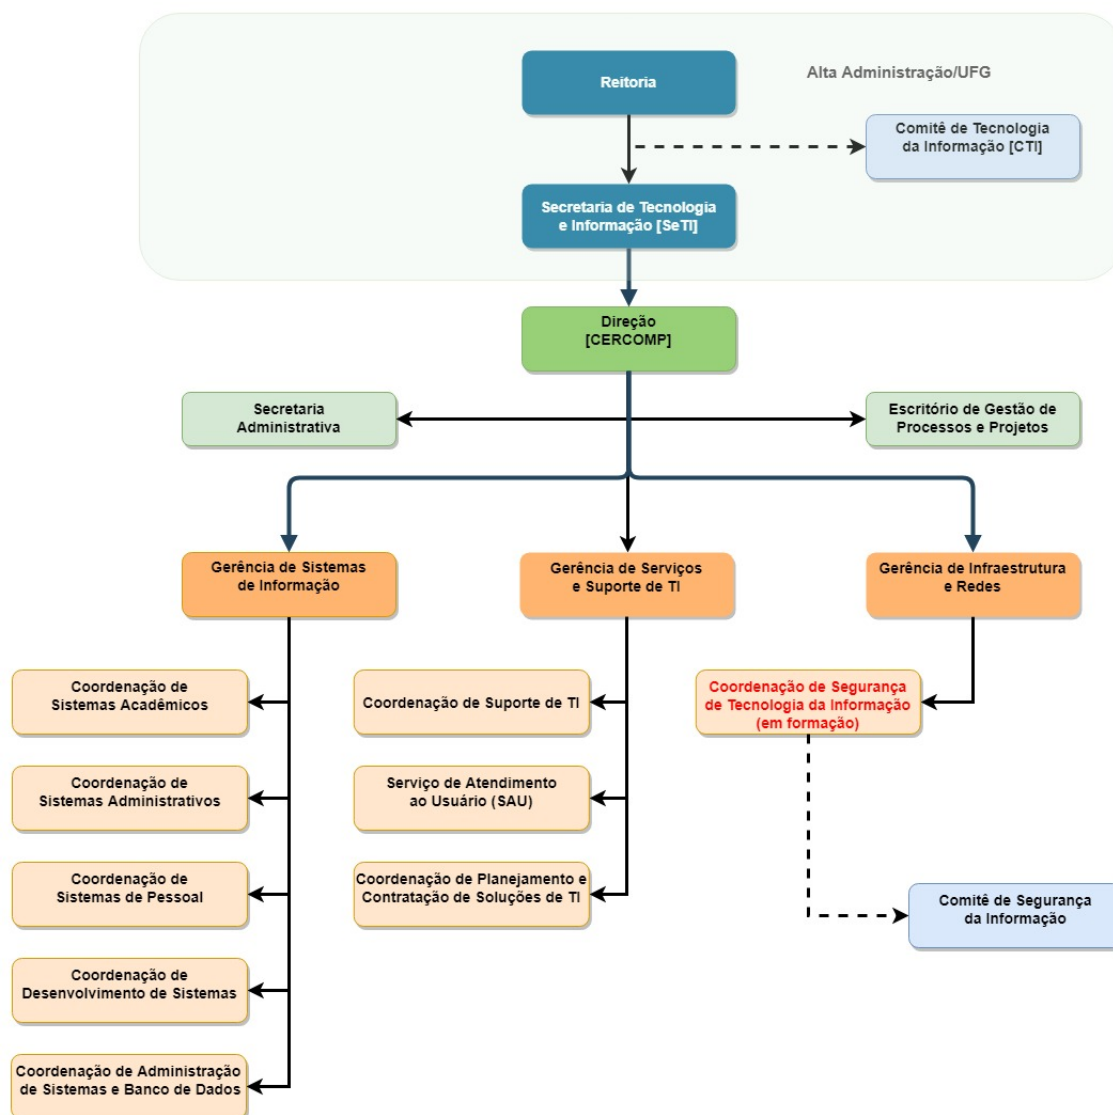 Reitoria
Alta Administração/UFG
Comitê de Tecnologia
da Informação [CTI]
Secretaria de Tecnologia
e Informação [SeTI]
Direção
[CERCOMP]
Secretaria
Administrativa
Escritório de Gestão de
Processos e Projetos
Gerência de Sistemas
de Informação
Gerência de Serviços
e Suporte de TI
Gerência de Infraestrutura
e Redes
Coordenação de
Sistemas Acadêmicos
Coordenação de Suporte de TI
Coordenação de Segurança
de Tecnologia da Informação
(em formação)
Coordenação de
Sistemas Administrativos
Serviço de Atendimento
ao Usuário (SAU)
Coordenação de
Sistemas de Pessoal
Coordenação de Planejamento e
Contratação de Soluções de TI
Comitê de Segurança
da Informação
Coordenação de
Desenvolvimento de Sistemas
Coordenação de Administração
de Sistemas e Banco de Dados